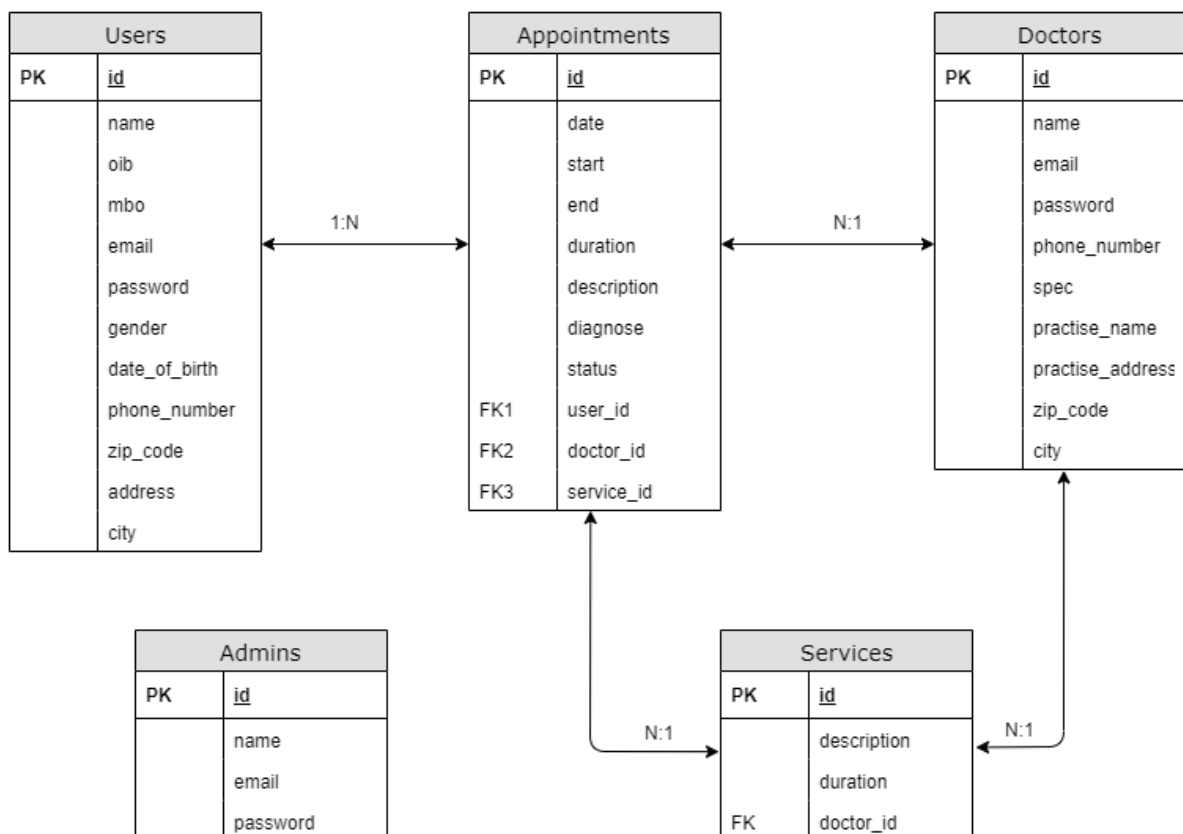 Users
PK id
name
oib
mbo
email
password
gender
date_of_birth
phone_number
zip_code
address
city
1:N
Appointments
PK id
date
start
end
duration
description
diagnose
status
FK1 user_id
FK2 doctor_id
FK3 service_id
N:1
Doctors
PK id
name
email
password
phone_number
spec
practise_name
practise_address
zip_code
city
Admins
PK id
name
email
password
N:1
Services
PK id
description
duration
FK doctor_id
N:1